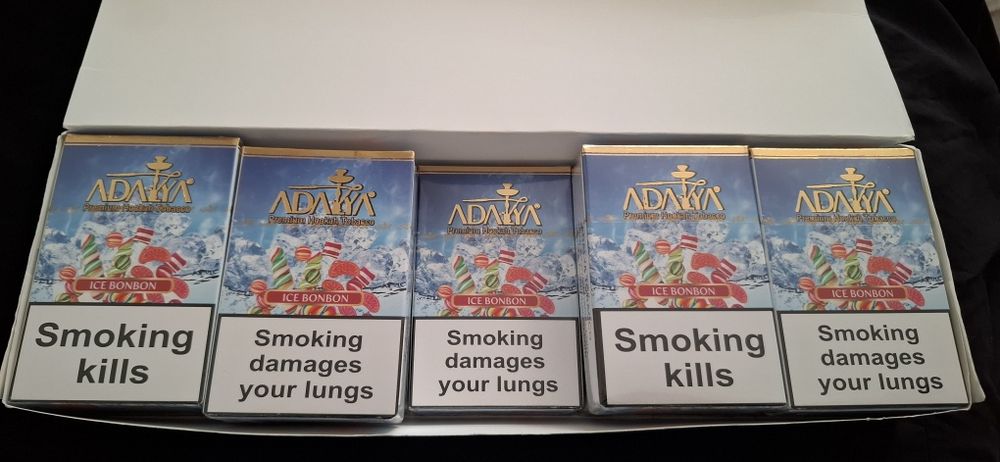 ADALYA
Premium Hookah Tobacco
ICE BONBON
Smoking
kills
ADALYA
Premium Hookah Tobacco
ICE BONBON
Smoking
damages
your lungs
ADALYA
Premium Hookah Tobacco
ICE BONBON
Smoking
damages
your lungs
ADALYA
Premium Hookah Tobacco
ICE BONBON
Smoking
kills
ADALYA
Premium Hookah Tobacco
ICE BONBON
Smoking
damages
your lungs